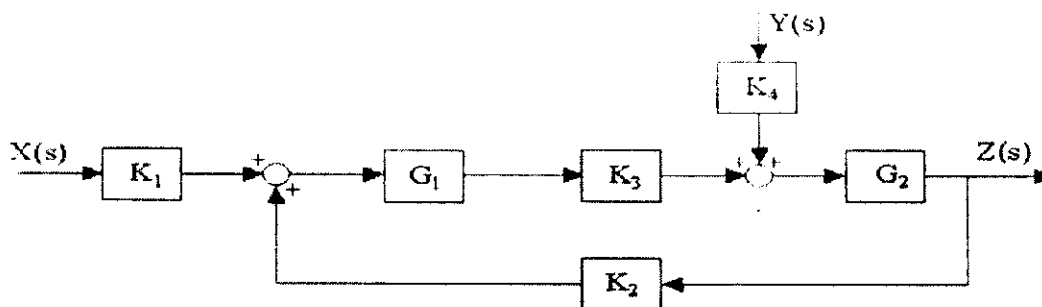 Y(s)
K₄
X(s)
Z(s)
K₁
+
+
G₁
K₃
+
+
G₂
K₂